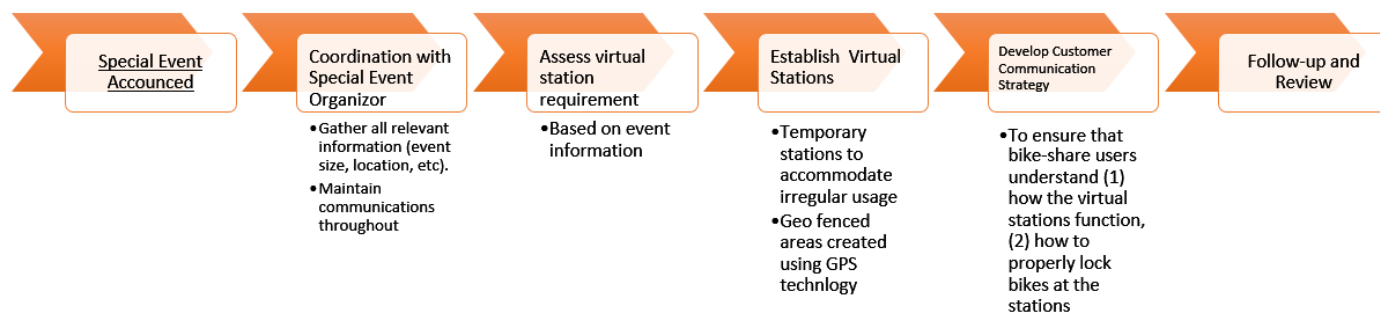 Special Event
Accounced
Coordination with
Special Event
Organizor
•Gather all relevant
information (event
size, location, etc).
•Maintain
communications
throughout
Assess virtual
station
requirement
•Based on event
information
Establish Virtual
Stations
•Temporary
stations to
accommodate
irregular usage
•Geo fenced
areas created
using GPS
technlogy
Develop Customer
Communication
Strategy
•To ensure that
bike-share users
understand (1)
how the virtual
stations function,
(2) how to
properly lock
bikes at the
stations
Follow-up and
Review